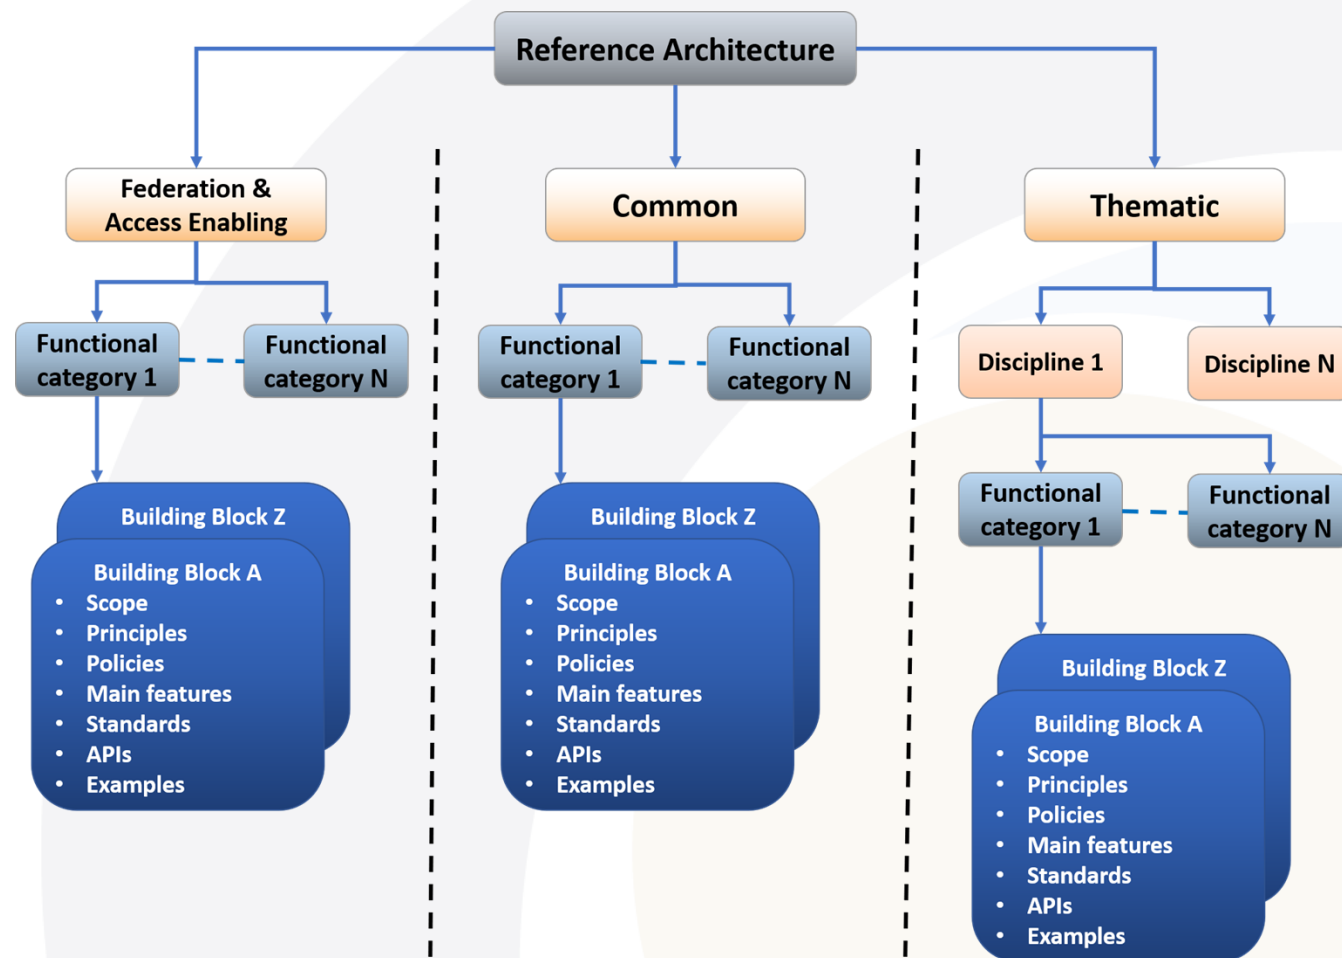 Reference Architecture
Federation &
Access Enabling
Common
Thematic
Functional
category 1
Functional
category N
Functional
category 1
Functional
category N
Discipline 1
Discipline N
Functional
category 1
Functional
category N
Building Block Z
Building Block A
• Scope
• Principles
• Policies
• Main features
• Standards
• APIs
• Examples
Building Block Z
Building Block A
• Scope
• Principles
• Policies
• Main features
• Standards
• APIs
• Examples
Building Block Z
Building Block A
• Scope
• Principles
• Policies
• Main features
• Standards
• APIs
• Examples